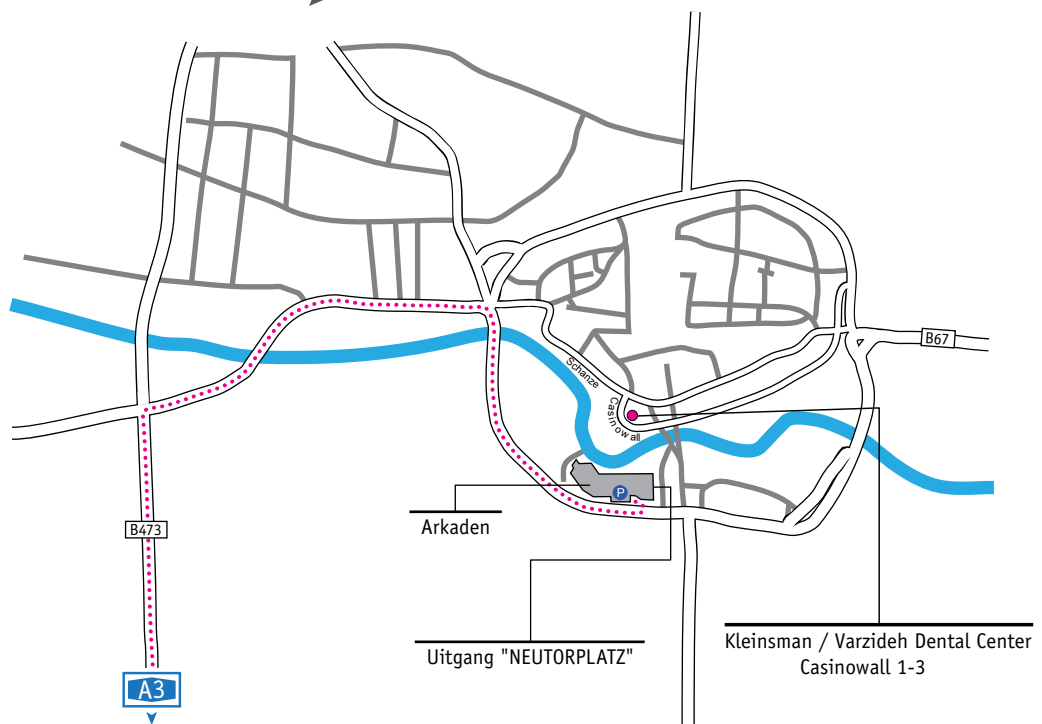 B67
Schanze
Casinowall
P
Arkaden
B473
Uitgang "NEUTORPLATZ"
Kleinsman / Varzideh Dental Center
Casinowall 1-3
A3